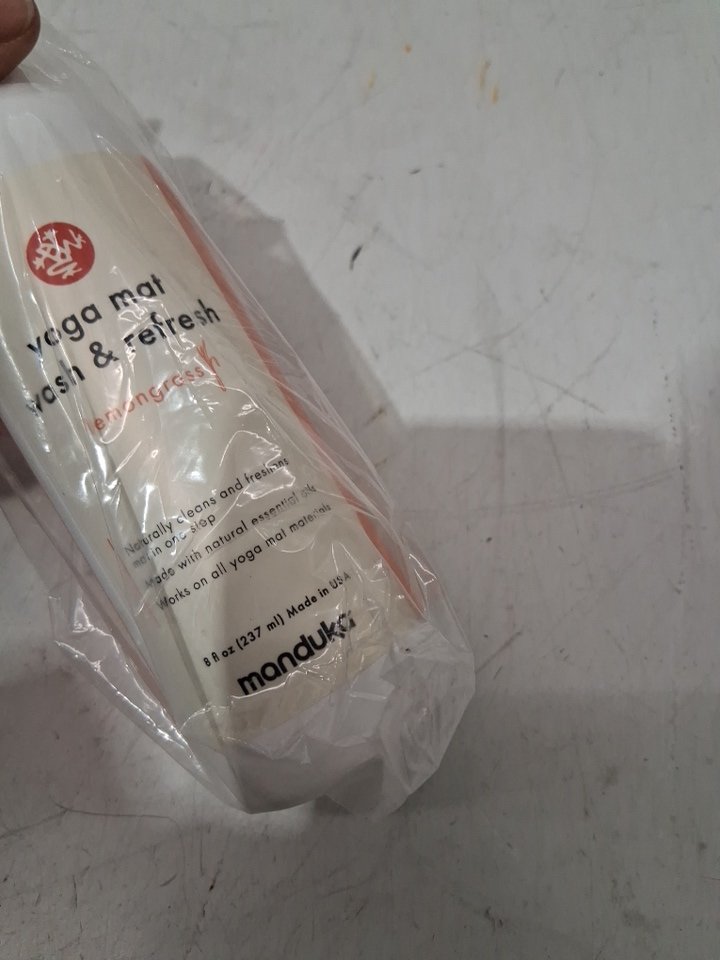 yoga mat
wash & refresh
lemongrass
Naturally cleans and freshens
mat in one step
Made with natural essential oils
Works on all yoga mat materials
8 fl oz (237 ml) Made in USA
manduka